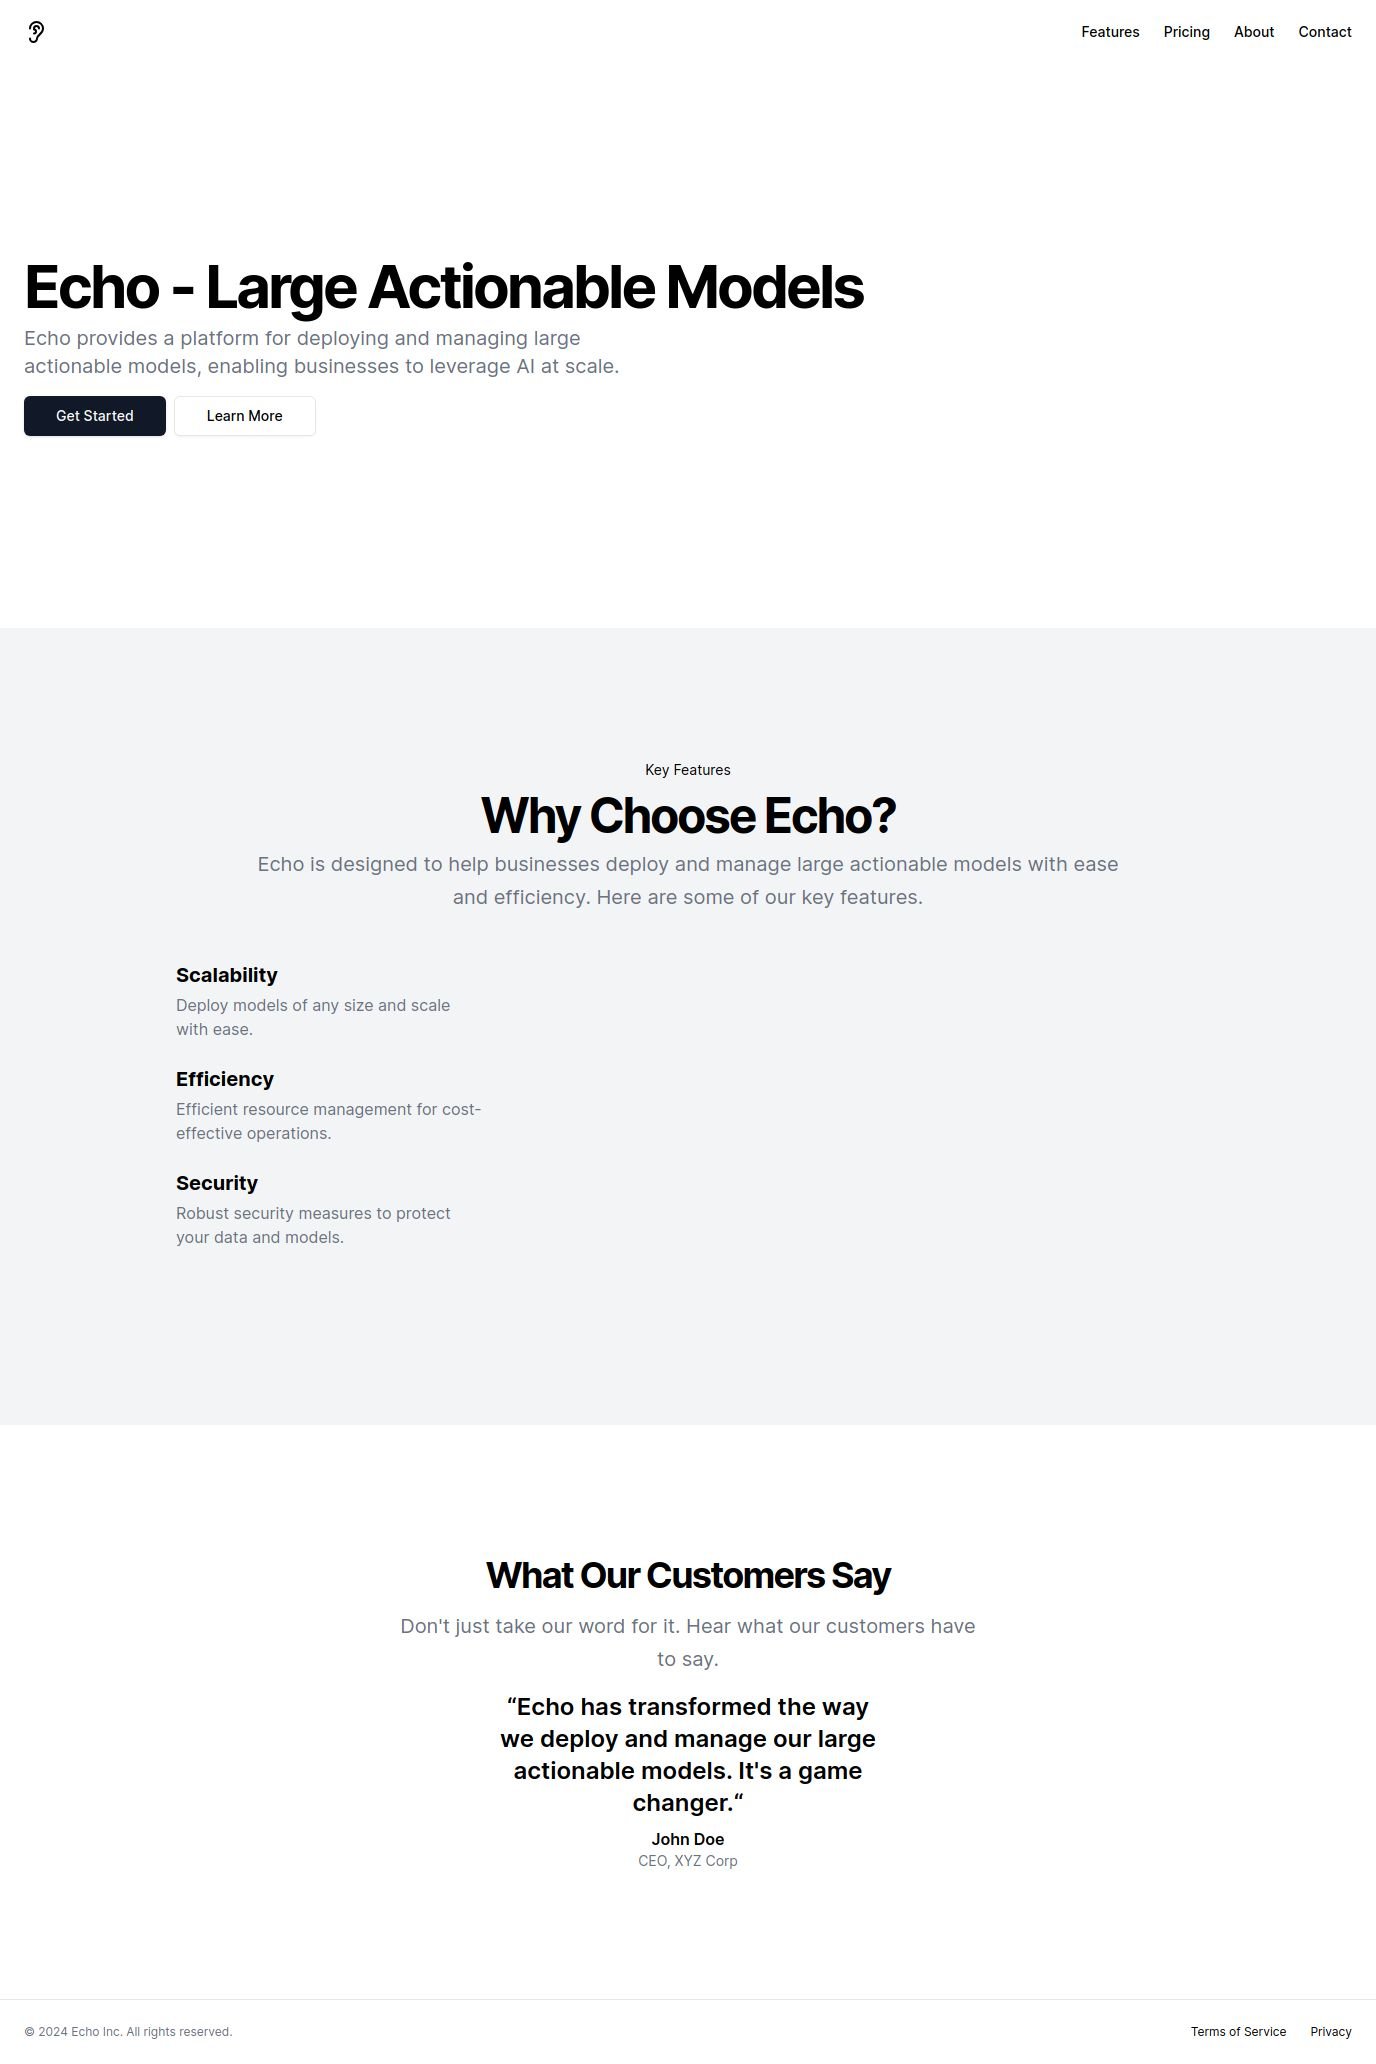 Features Pricing About Contact
Echo - Large Actionable Models
Echo provides a platform for deploying and managing large
actionable models, enabling businesses to leverage AI at scale.
Get Started Learn More
Key Features
Why Choose Echo?
Echo is designed to help businesses deploy and manage large actionable models with ease
and efficiency. Here are some of our key features.
Scalability
Deploy models of any size and scale
with ease.
Efficiency
Efficient resource management for cost-
effective operations.
Security
Robust security measures to protect
your data and models.
What Our Customers Say
Don't just take our word for it. Hear what our customers have
to say.
“Echo has transformed the way
we deploy and manage our large
actionable models. It's a game
changer.“
John Doe
CEO, XYZ Corp
© 2024 Echo Inc. All rights reserved.
Terms of Service Privacy